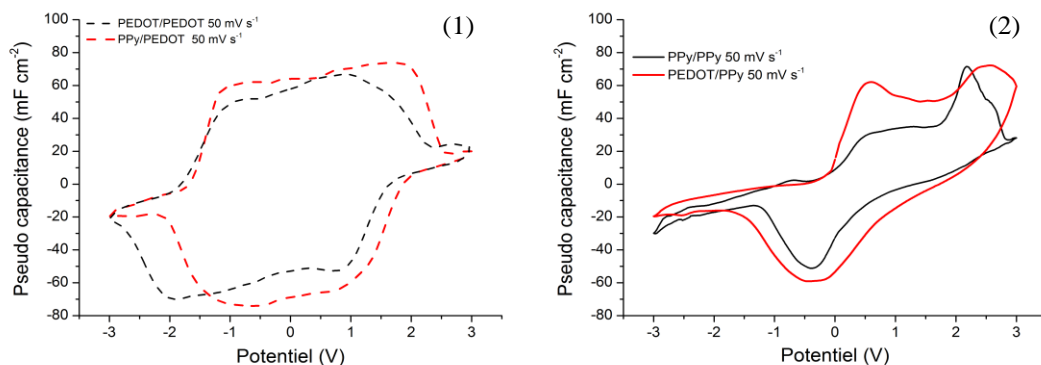 (1)
PEDOT/PEDOT 50 mV s⁻¹
PPy/PEDOT 50 mV s⁻¹
Pseudo capacitance (mF cm⁻²)
100
80
60
40
20
0
-20
-40
-60
-80
-3 -2 -1 0 1 2 3
Potentiel (V)
(2)
PPy/PPy 50 mV s⁻¹
PEDOT/PPy 50 mV s⁻¹
Pseudo capacitance (mF cm⁻²)
100
80
60
40
20
0
-20
-40
-60
-80
-3 -2 -1 0 1 2 3
Potentiel (V)